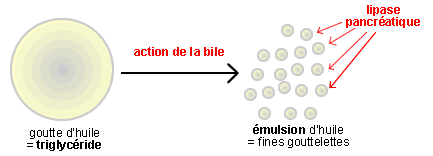 lipase
pancréatique
action de la bile
goutte d'huile
= triglycéride
émulsion d'huile
= fines gouttelettes